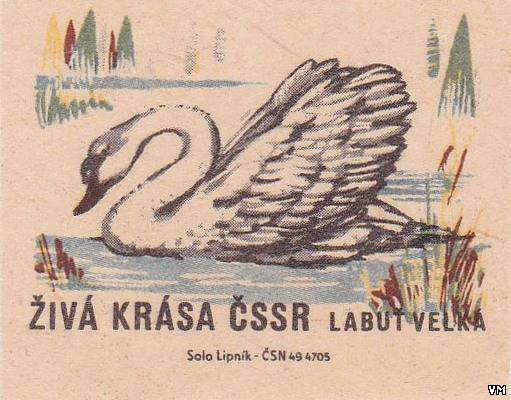 ŽIVÁ KRÁSA ČSSR LABUŤ VELKÁ
Solo Lipník - ČSN 49 4705
VM